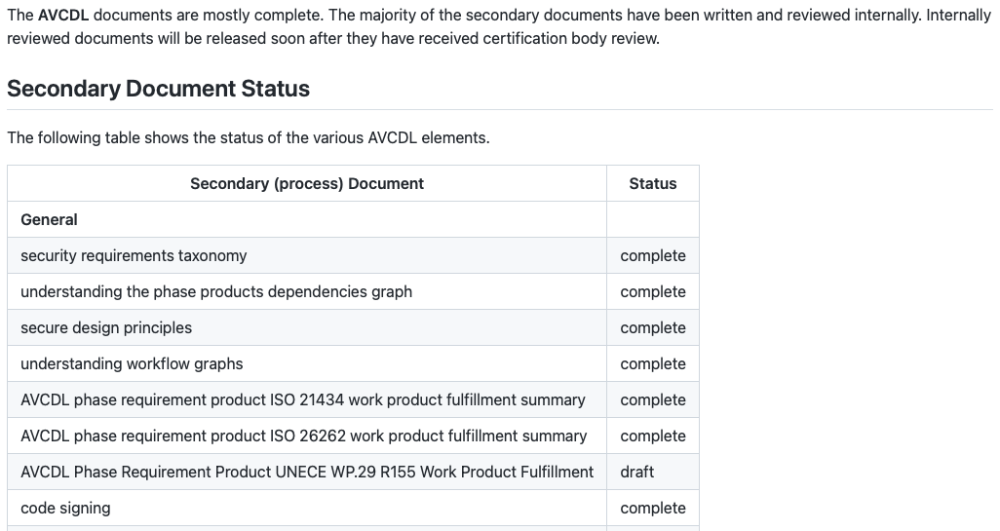 The AVCDL documents are mostly complete. The majority of the secondary documents have been written and reviewed internally. Internally
reviewed documents will be released soon after they have received certification body review.
Secondary Document Status
The following table shows the status of the various AVCDL elements.
Secondary (process) Document Status
General
security requirements taxonomy complete
understanding the phase products dependencies graph complete
secure design principles complete
understanding workflow graphs complete
AVCDL phase requirement product ISO 21434 work product fulfillment summary complete
AVCDL phase requirement product ISO 26262 work product fulfillment summary complete
AVCDL Phase Requirement Product UNECE WP.29 R155 Work Product Fulfillment draft
code signing complete